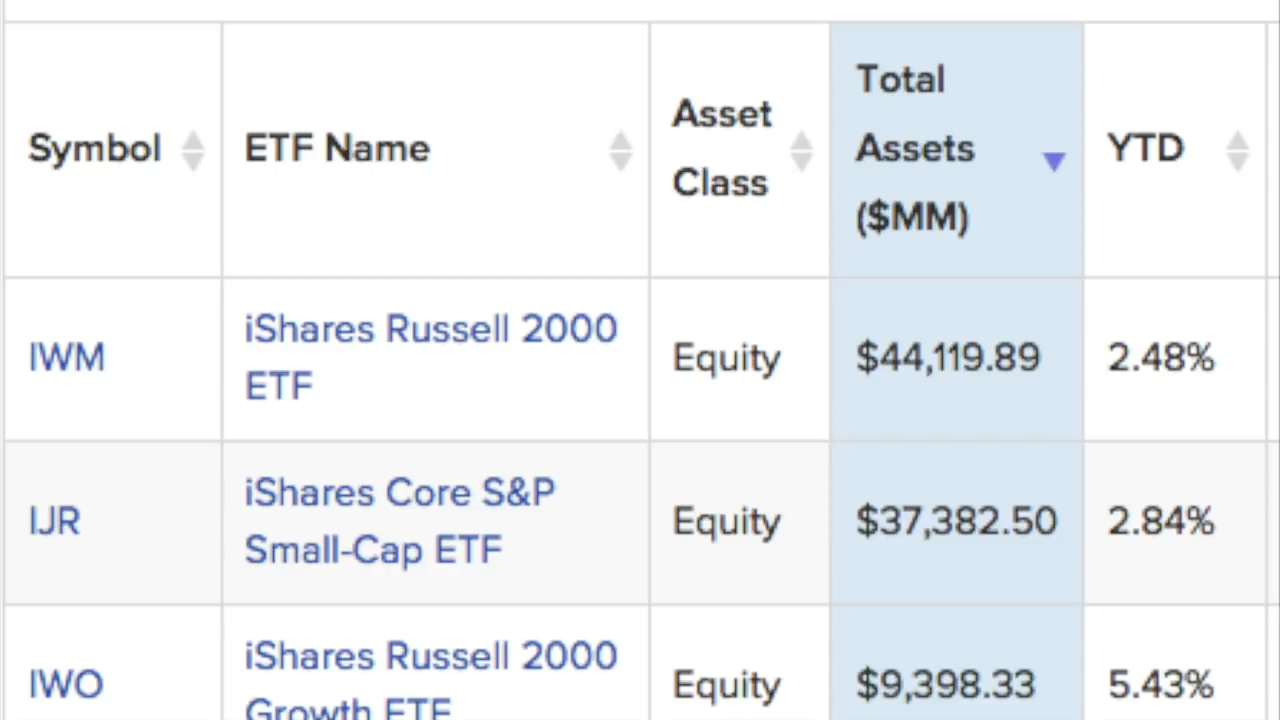 Symbol
ETF Name
Asset
Class
Total
Assets
($MM)
YTD
IWM
iShares Russell 2000
ETF
Equity
$44,119.89
2.48%
IJR
iShares Core S&P
Small-Cap ETF
Equity
$37,382.50
2.84%
IWO
iShares Russell 2000
Growth ETF
Equity
$9,398.33
5.43%